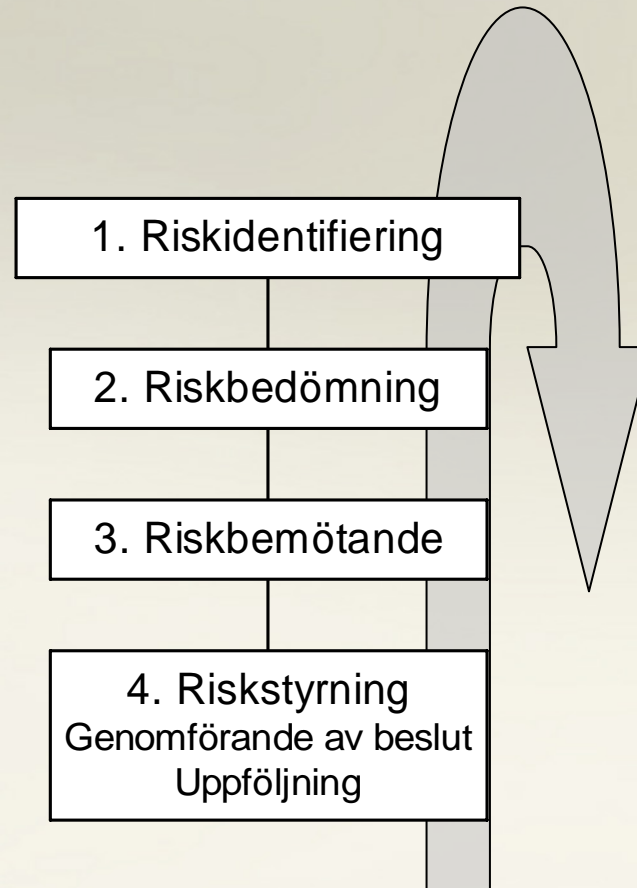 1. Riskidentifiering
2. Riskbedömning
3. Riskbemötande
4. Riskstyrning
Genomförande av beslut
Uppföljning